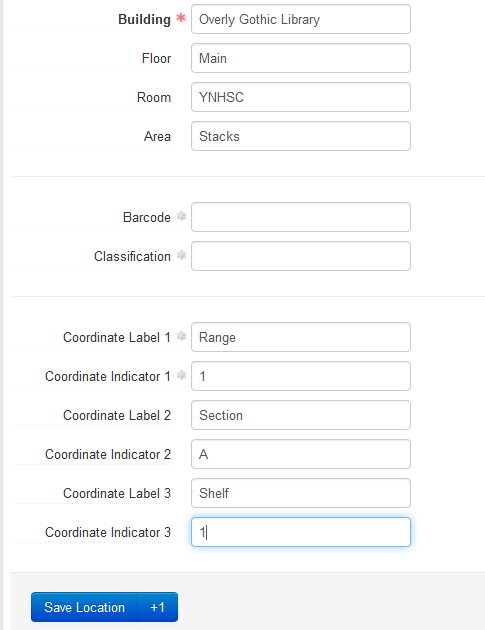 Building * Overly Gothic Library
Floor Main
Room YNHSC
Area Stacks
Barcode *
Classification *
Coordinate Label 1 * Range
Coordinate Indicator 1 * 1
Coordinate Label 2 Section
Coordinate Indicator 2 A
Coordinate Label 3 Shelf
Coordinate Indicator 3 1
Save Location +1